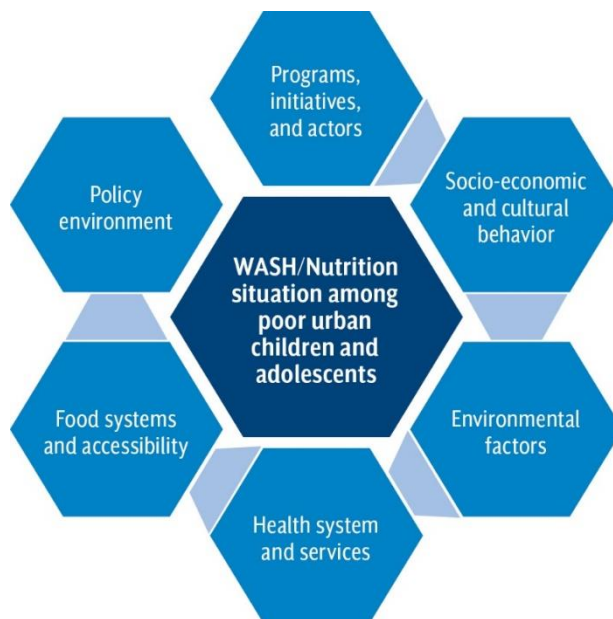 Programs,
initiatives,
and actors
Socio-economic
and cultural
behavior
Policy
environment
WASH/Nutrition
situation among
poor urban
children and
adolescents
Food systems
and accessibility
Environmental
factors
Health system
and services